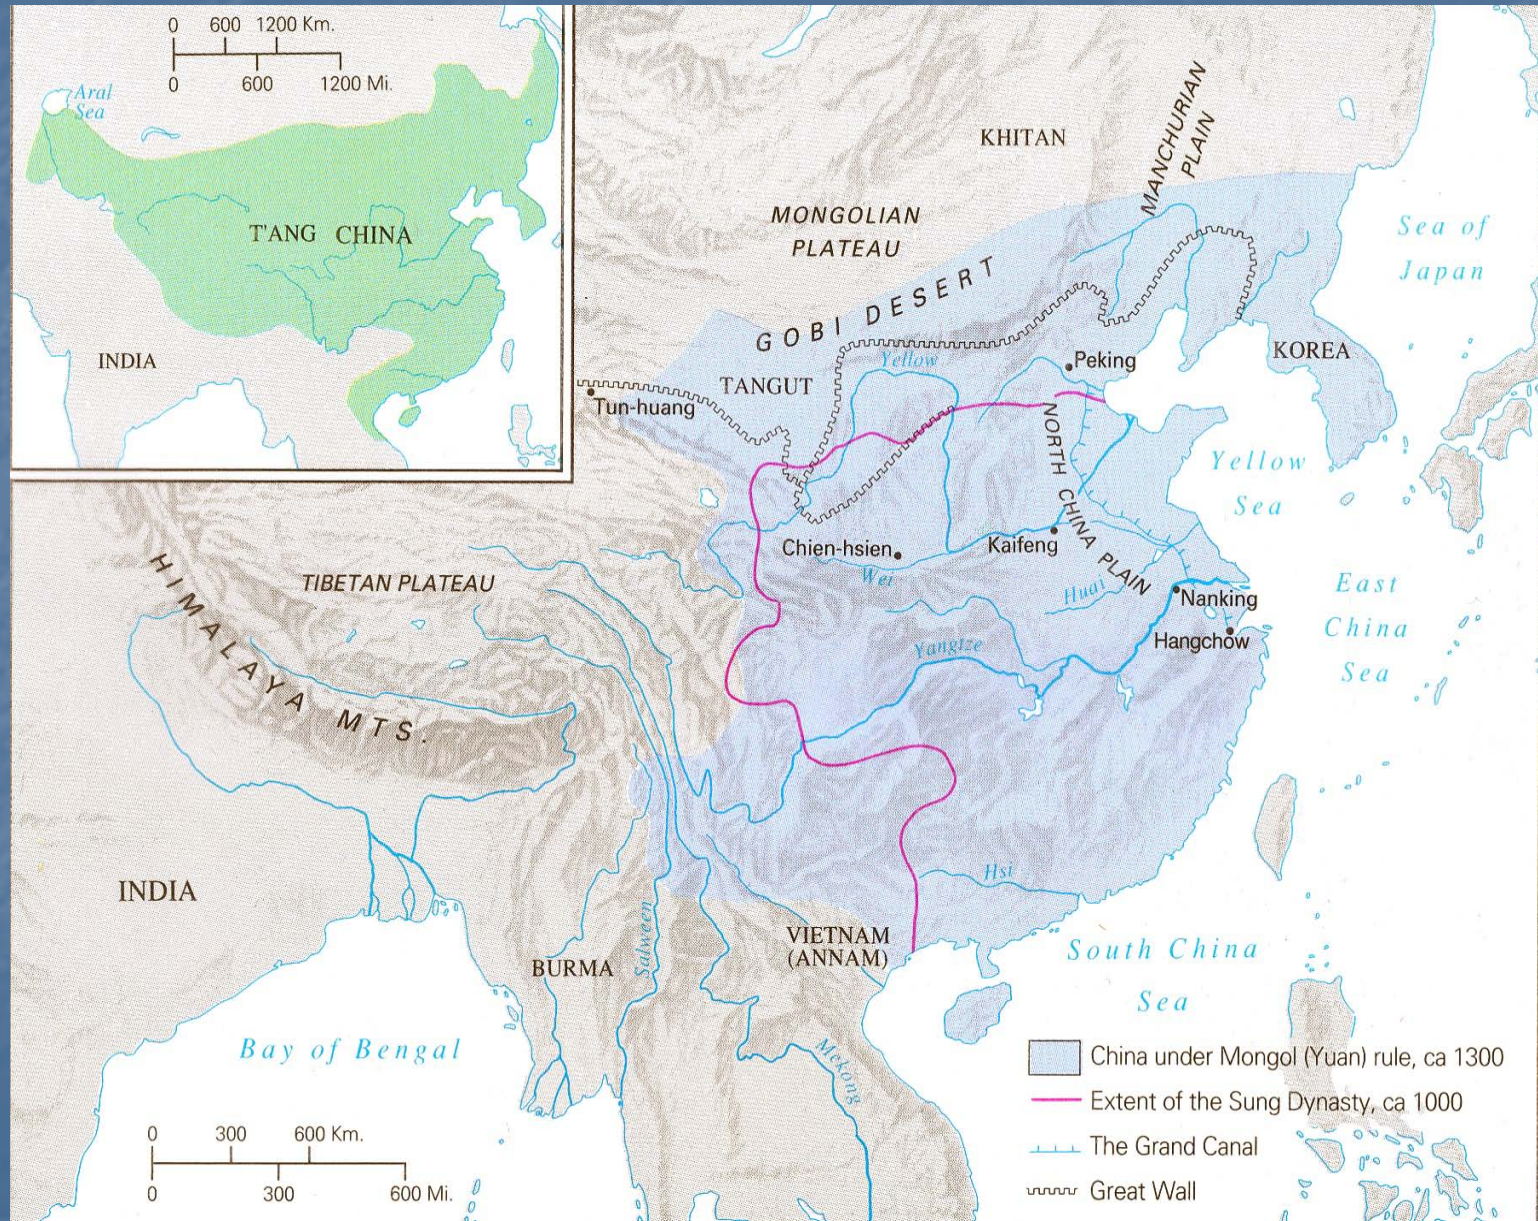 0 600 1200 Km.
0 600 1200 Mi.
Aral
Sea
T'ANG CHINA
INDIA
KHITAN
MANCHURIAN
PLAIN
MONGOLIAN
PLATEAU
GOBI DESERT
Sea of
Japan
KOREA
Peking
Yellow
TANGUT
Tun-huang
NORTH CHINA PLAIN
Yellow
Sea
Chien-hsien
Kaifeng
Wei
Huai
Nanking
Hangchow
East
China
Sea
HIMALAYA MTS.
TIBETAN PLATEAU
Yangtze
INDIA
Hsi
VIETNAM
(ANNAM)
BURMA
Salween
Mekong
Bay of Bengal
South China
Sea
0 300 600 Km.
0 300 600 Mi.
China under Mongol (Yuan) rule, ca 1300
Extent of the Sung Dynasty, ca 1000
The Grand Canal
Great Wall